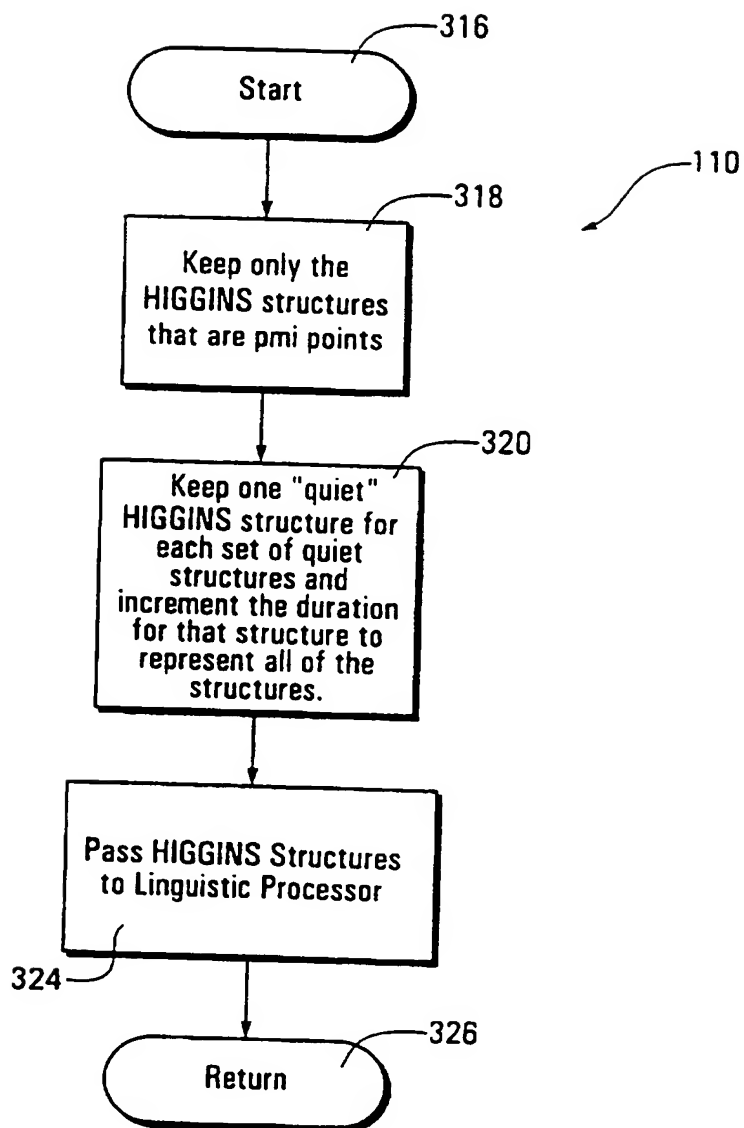 316
Start
110
318
Keep only the
HIGGINS structures
that are pmi points
320
Keep one "quiet"
HIGGINS structure for
each set of quiet
structures and
increment the duration
for that structure to
represent all of the
structures.
Pass HIGGINS Structures
to Linguistic Processor
324
326
Return